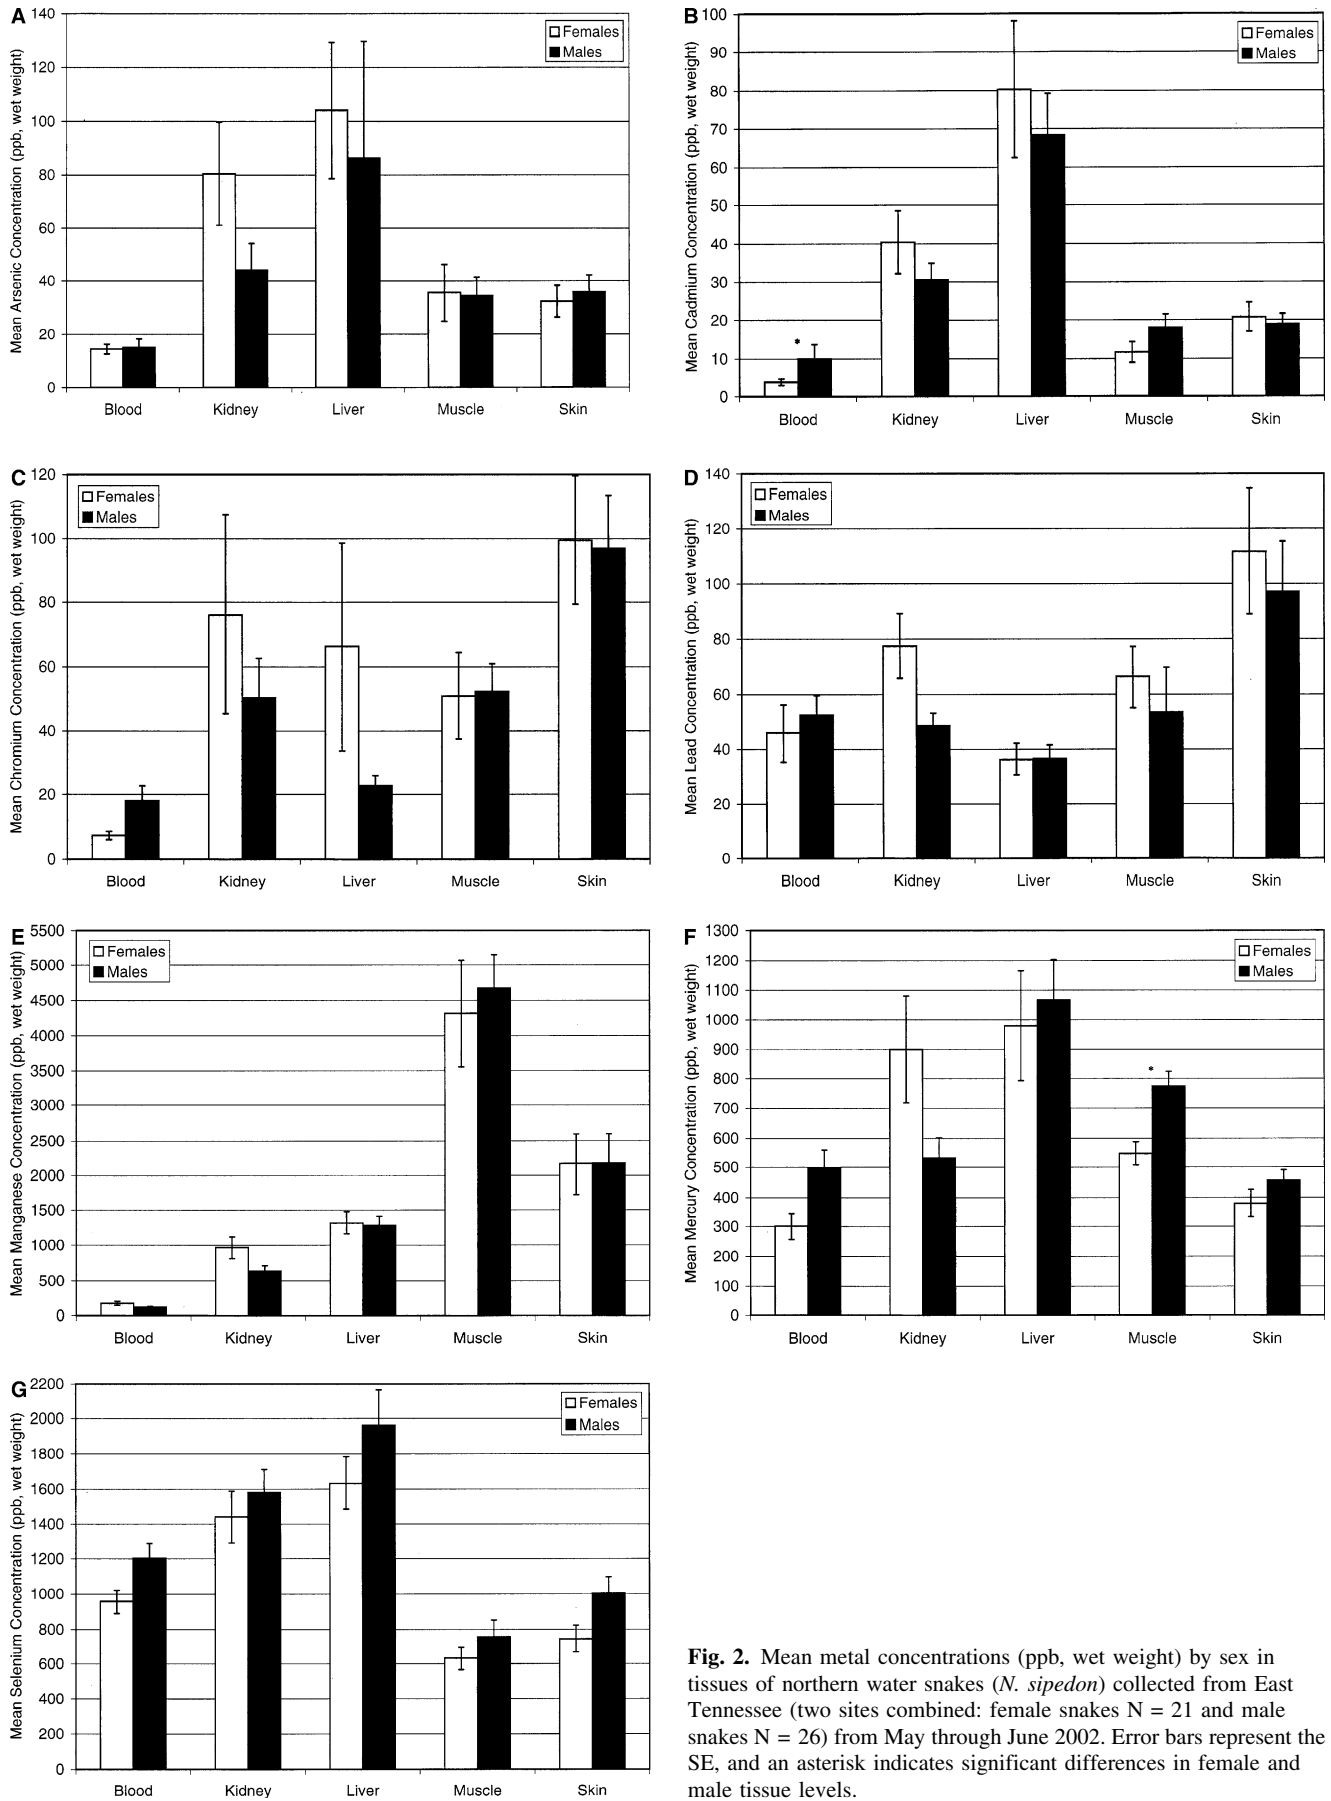 A
Mean Arsenic Concentration (ppb, wet weight)
140
120
100
80
60
40
20
0
Females
Males
Blood Kidney Liver Muscle Skin
B
Mean Cadmium Concentration (ppb, wet weight)
100
90
80
70
60
50
40
30
20
10
0
Females
Males
*
Blood Kidney Liver Muscle Skin
C
Mean Chromium Concentration (ppb, wet weight)
120
100
80
60
40
20
0
Females
Males
Blood Kidney Liver Muscle Skin
D
Mean Lead Concentration (ppb, wet weight)
140
120
100
80
60
40
20
0
Females
Males
Blood Kidney Liver Muscle Skin
E
Mean Manganese Concentration (ppb, wet weight)
5500
5000
4500
4000
3500
3000
2500
2000
1500
1000
500
0
Females
Males
Blood Kidney Liver Muscle Skin
F
Mean Mercury Concentration (ppb, wet weight)
1300
1200
1100
1000
900
800
700
600
500
400
300
200
100
0
Females
Males
*
Blood Kidney Liver Muscle Skin
G
Mean Selenium Concentration (ppb, wet weight)
2200
2000
1800
1600
1400
1200
1000
800
600
400
200
0
Females
Males
Blood Kidney Liver Muscle Skin
Fig. 2. Mean metal concentrations (ppb, wet weight) by sex in
tissues of northern water snakes (N. sipedon) collected from East
Tennessee (two sites combined: female snakes N = 21 and male
snakes N = 26) from May through June 2002. Error bars represent the
SE, and an asterisk indicates significant differences in female and
male tissue levels.